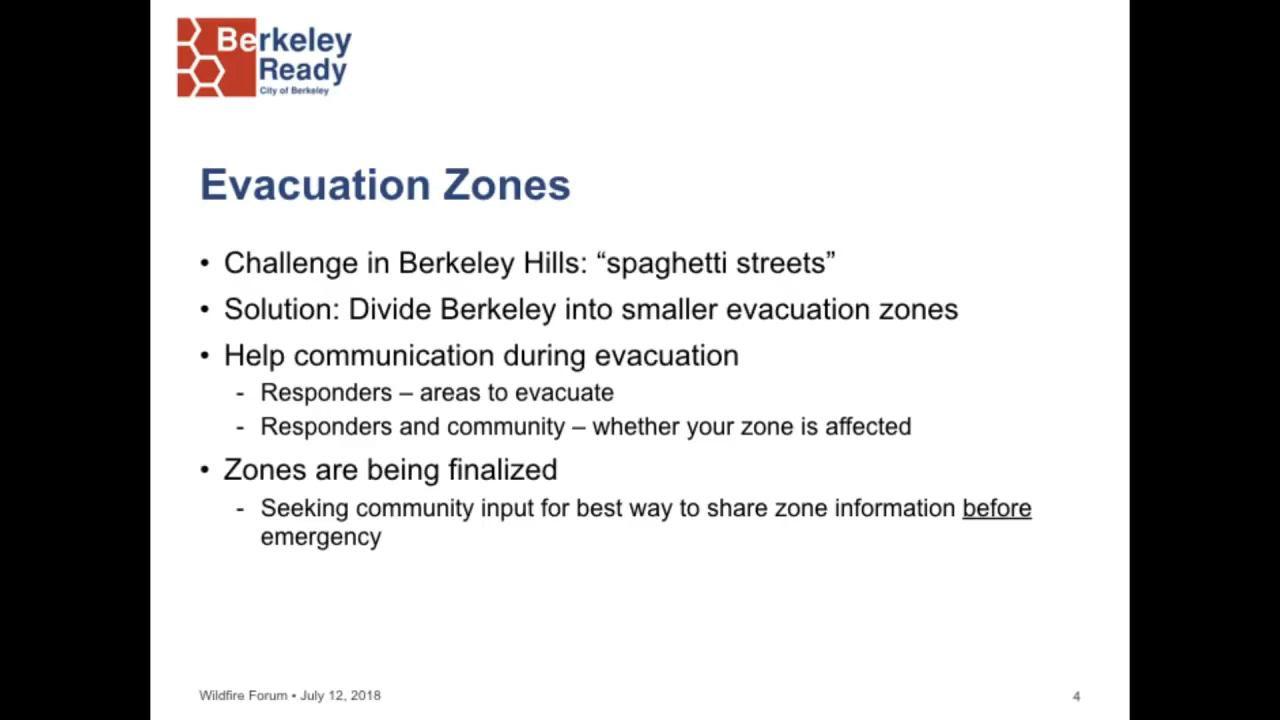 Berkeley
Ready
City of Berkeley
Evacuation Zones
• Challenge in Berkeley Hills: “spaghetti streets”
• Solution: Divide Berkeley into smaller evacuation zones
• Help communication during evacuation
- Responders – areas to evacuate
- Responders and community – whether your zone is affected
• Zones are being finalized
- Seeking community input for best way to share zone information before
emergency
Wildfire Forum • July 12, 2018
4